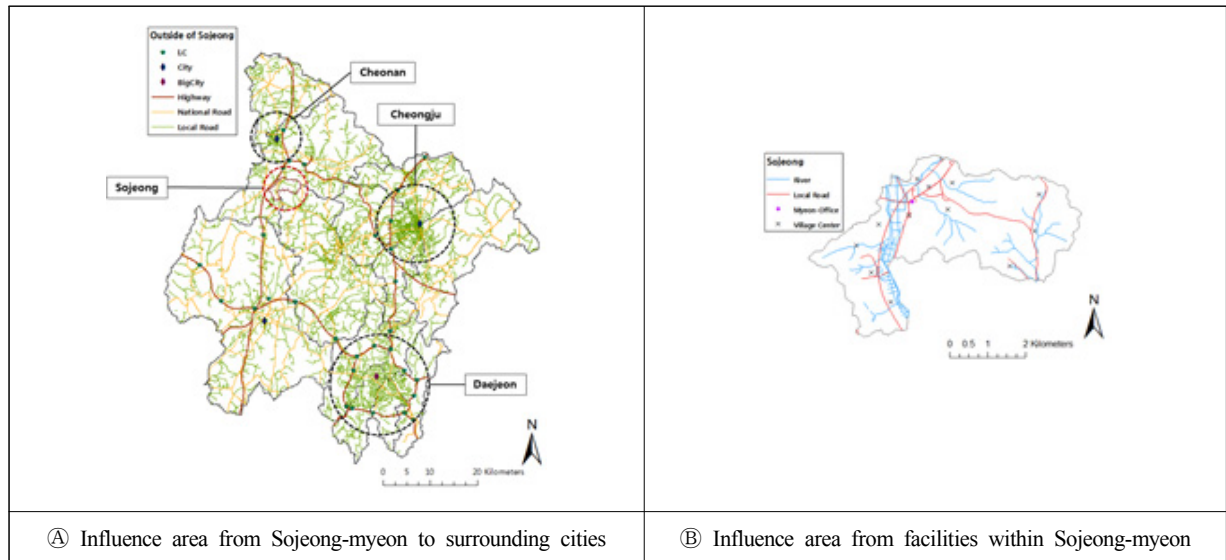 Outside of Sojeong
LC
City
BigCity
Highway
National Road
Local Road
Cheonan
Cheongju
Sojeong
Daejeon
N
0 5 10 20 Kilometers
Sojeong
River
Local Road
Myeon-Office
Village Center
N
0 0.5 1 2 Kilometers
Ⓐ Influence area from Sojeong-myeon to surrounding cities
Ⓑ Influence area from facilities within Sojeong-myeon